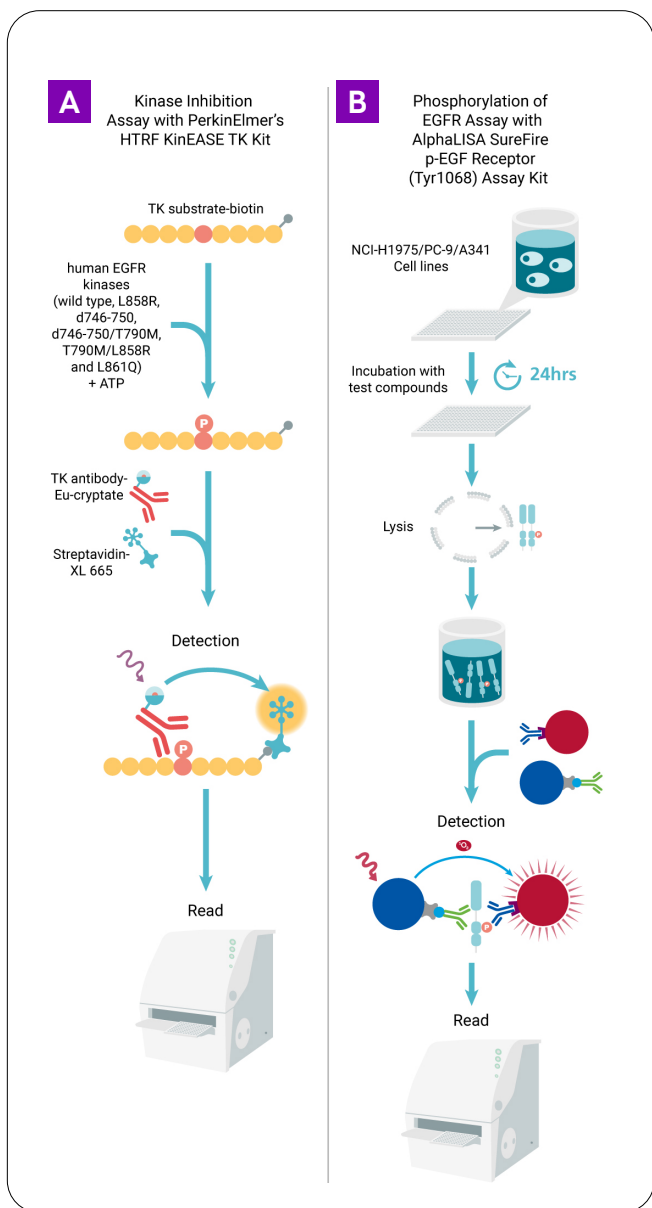 A
Kinase Inhibition
Assay with PerkinElmer's
HTRF KinEASE TK Kit
TK substrate-biotin
human EGFR
kinases
(wild type, L858R,
d746-750,
d746-750/T790M,
T790M/L858R
and L861Q)
+ ATP
P
TK antibody-
Eu-cryptate
Streptavidin-
XL 665
Detection
P
Read
B
Phosphorylation of
EGFR Assay with
AlphaLISA SureFire
p-EGF Receptor
(Tyr1068) Assay Kit
NCI-H1975/PC-9/A341
Cell lines
Incubation with
test compounds
24hrs
Lysis
P
P
P
Detection
¹O₂
P
Read